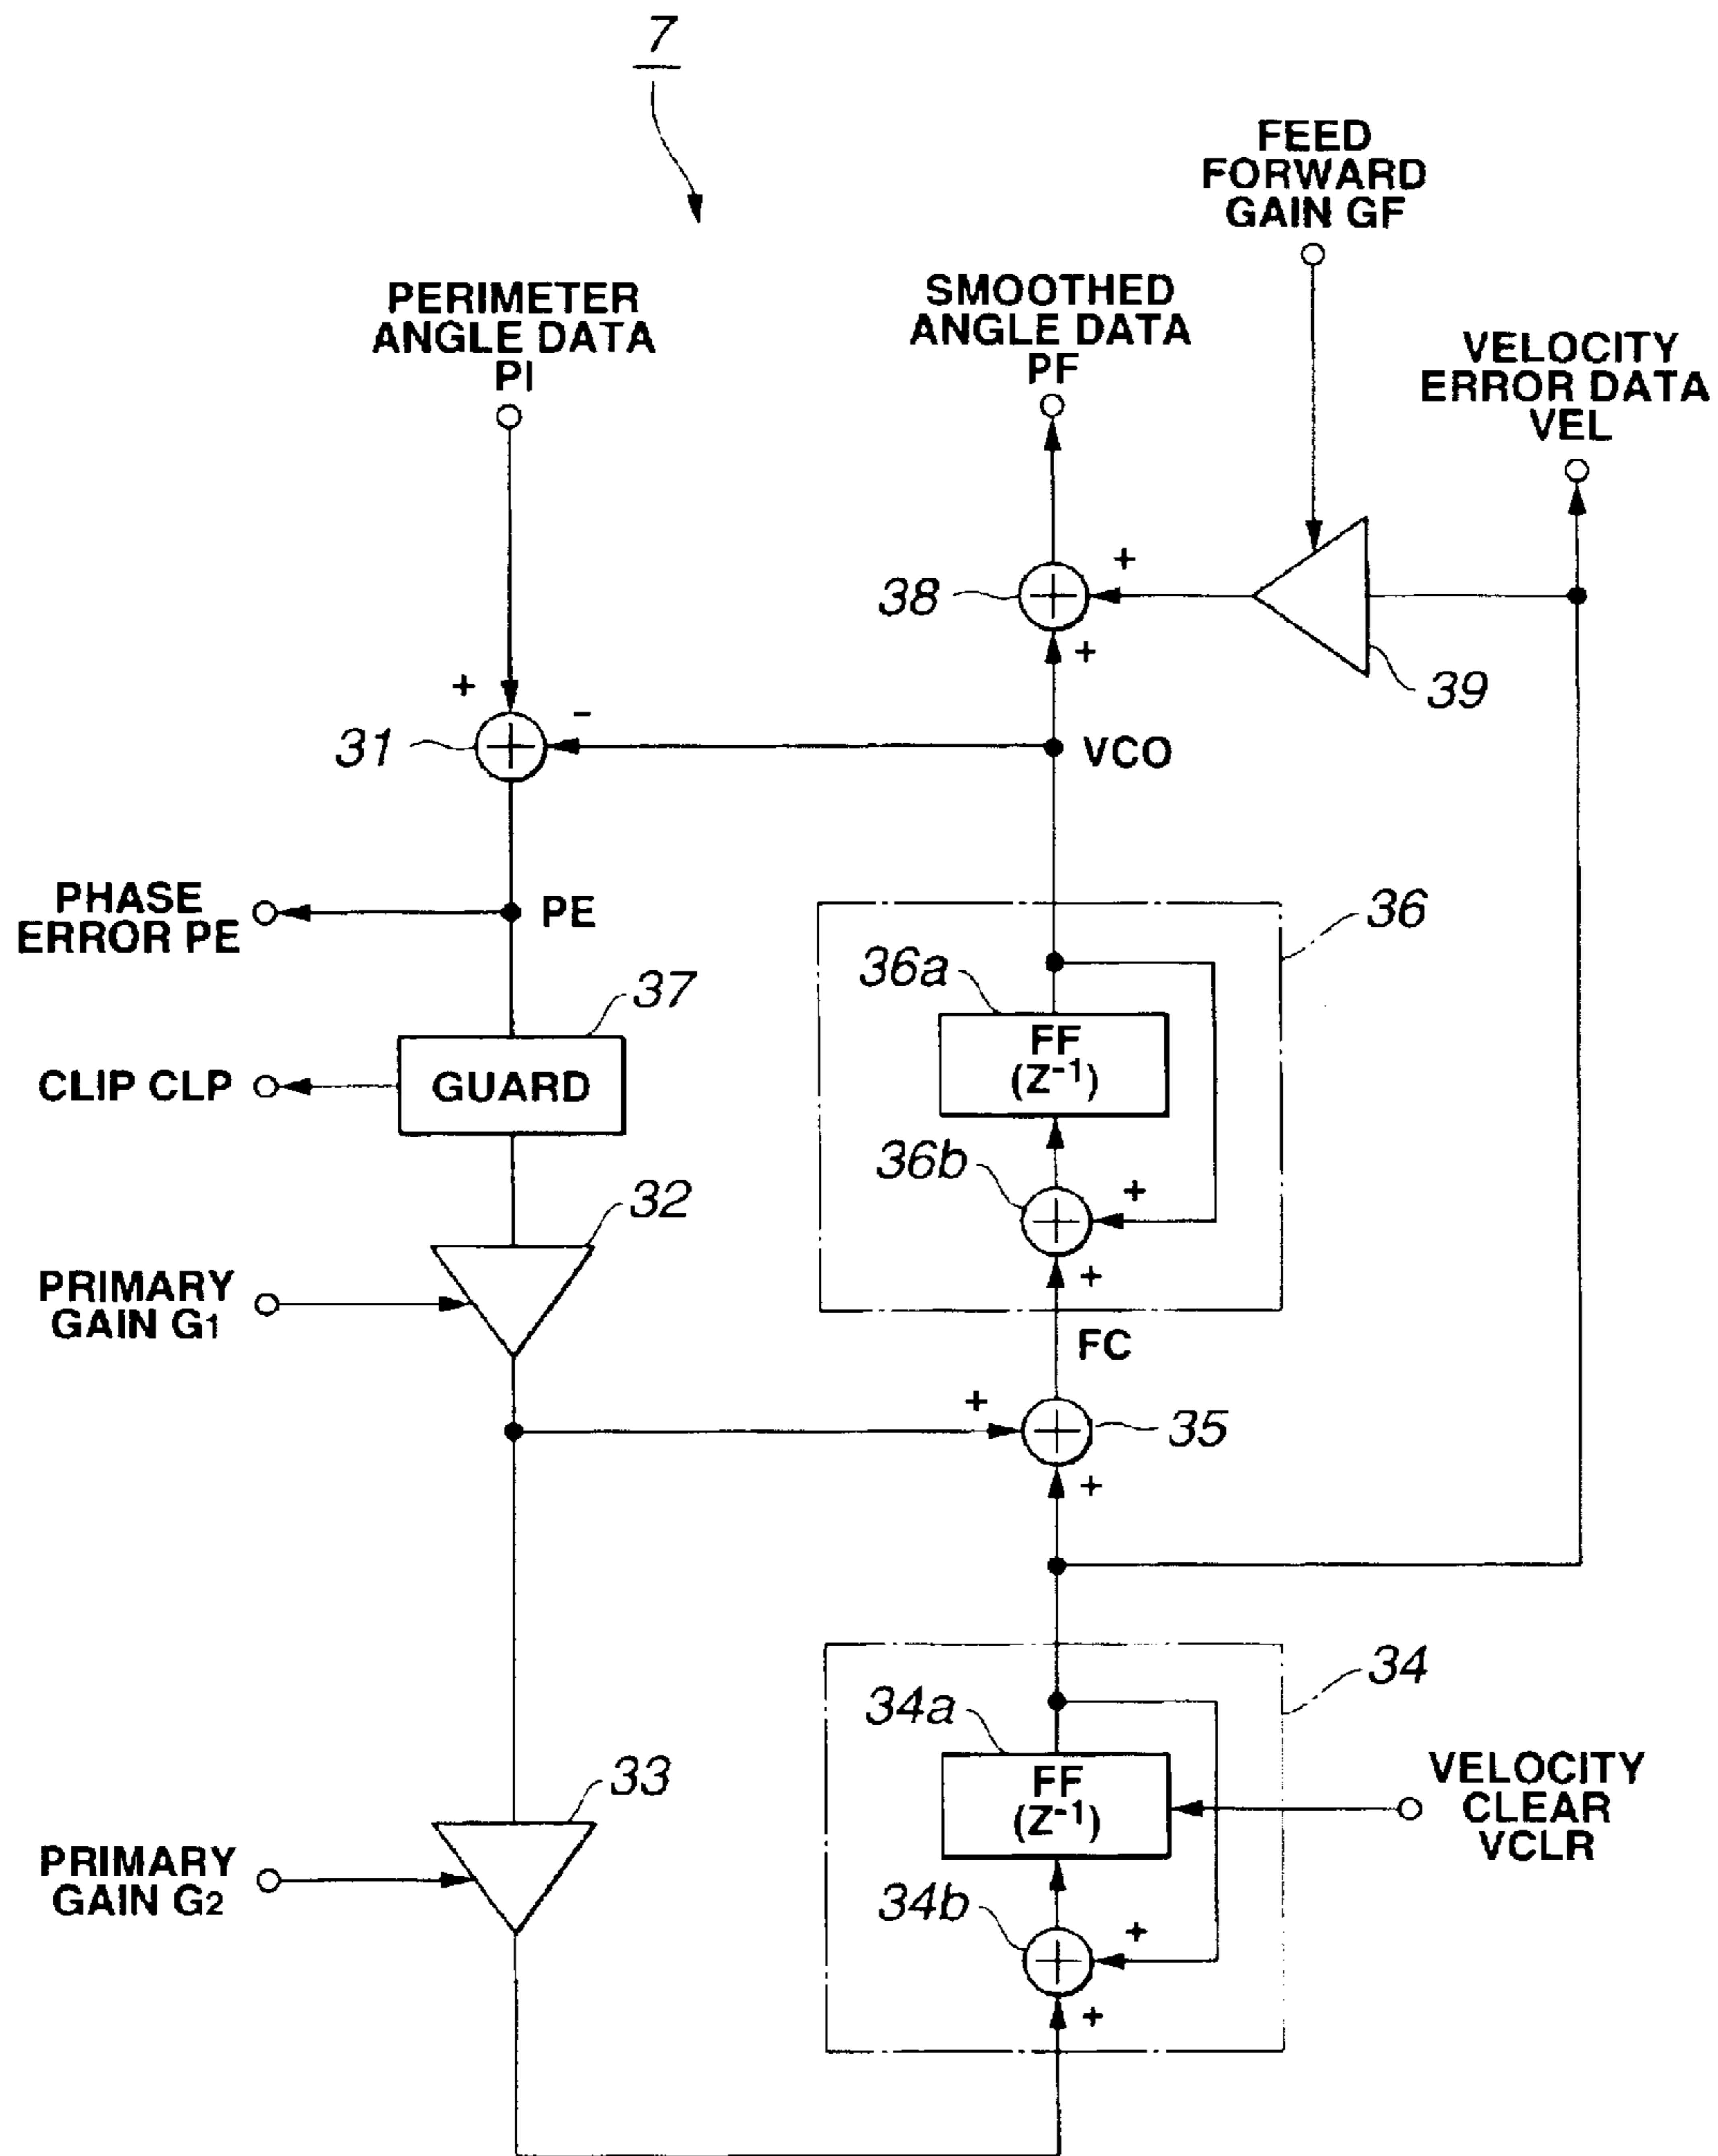 7
FEED
FORWARD
GAIN GF
PERIMETER
ANGLE DATA
PI
SMOOTHED
ANGLE DATA
PF
VELOCITY
ERROR DATA
VEL
38
+
+
39
+
-
31
VCO
PHASE
ERROR PE
PE
36
37
36a
FF
(Z⁻¹)
CLIP CLP
GUARD
36b
+
+
32
PRIMARY
GAIN G1
FC
+
35
+
34
34a
FF
(Z⁻¹)
VELOCITY
CLEAR
VCLR
33
PRIMARY
GAIN G2
34b
+
+